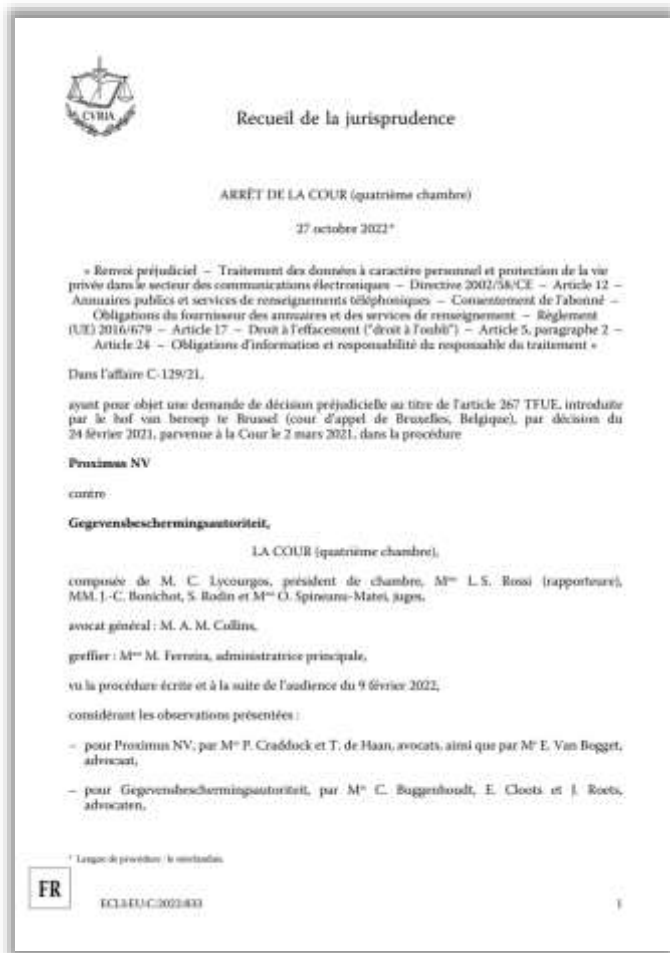 CVRIA
Recueil de la jurisprudence
ARRÊT DE LA COUR (quatrième chambre)
27 octobre 2022*
« Renvoi préjudiciel – Traitement des données à caractère personnel et protection de la vie
privée dans le secteur des communications électroniques – Directive 2002/58/CE – Article 12 –
Annuaires publics et services de renseignements téléphoniques – Consentement de l'abonné –
Obligations du fournisseur des annuaires et des services de renseignement – Règlement
(UE) 2016/679 – Article 17 – Droit à l'effacement ("droit à l'oubli") – Article 5, paragraphe 2 –
Article 24 – Obligations d'information et responsabilité du responsable du traitement »
Dans l'affaire C-129/21,
ayant pour objet une demande de décision préjudicielle au titre de l'article 267 TFUE, introduite
par le hof van beroep te Brussel (cour d'appel de Bruxelles, Belgique), par décision du
24 février 2021, parvenue à la Cour le 2 mars 2021, dans la procédure
Proximus NV
contre
Gegevensbeschermingsautoriteit,
LA COUR (quatrième chambre),
composée de M. C. Lycourgos, président de chambre, Mme L. S. Rossi (rapporteure),
MM. J.-C. Bonichot, S. Rodin et Mme O. Spineanu-Matei, juges,
avocat général : M. A. M. Collins,
greffier : Mme M. Ferreira, administratrice principale,
vu la procédure écrite et à la suite de l'audience du 9 février 2022,
considérant les observations présentées :
– pour Proximus NV, par Mes P. Craddock et T. de Haan, avocats, ainsi que par Me E. Van Bogget,
advocaat,
– pour Gegevensbeschermingsautoriteit, par Mes C. Buggenhoudt, E. Cloots et J. Roets,
advocaten,
* Langue de procédure : le néerlandais.
FR
ECLI:EU:C:2022:833
1